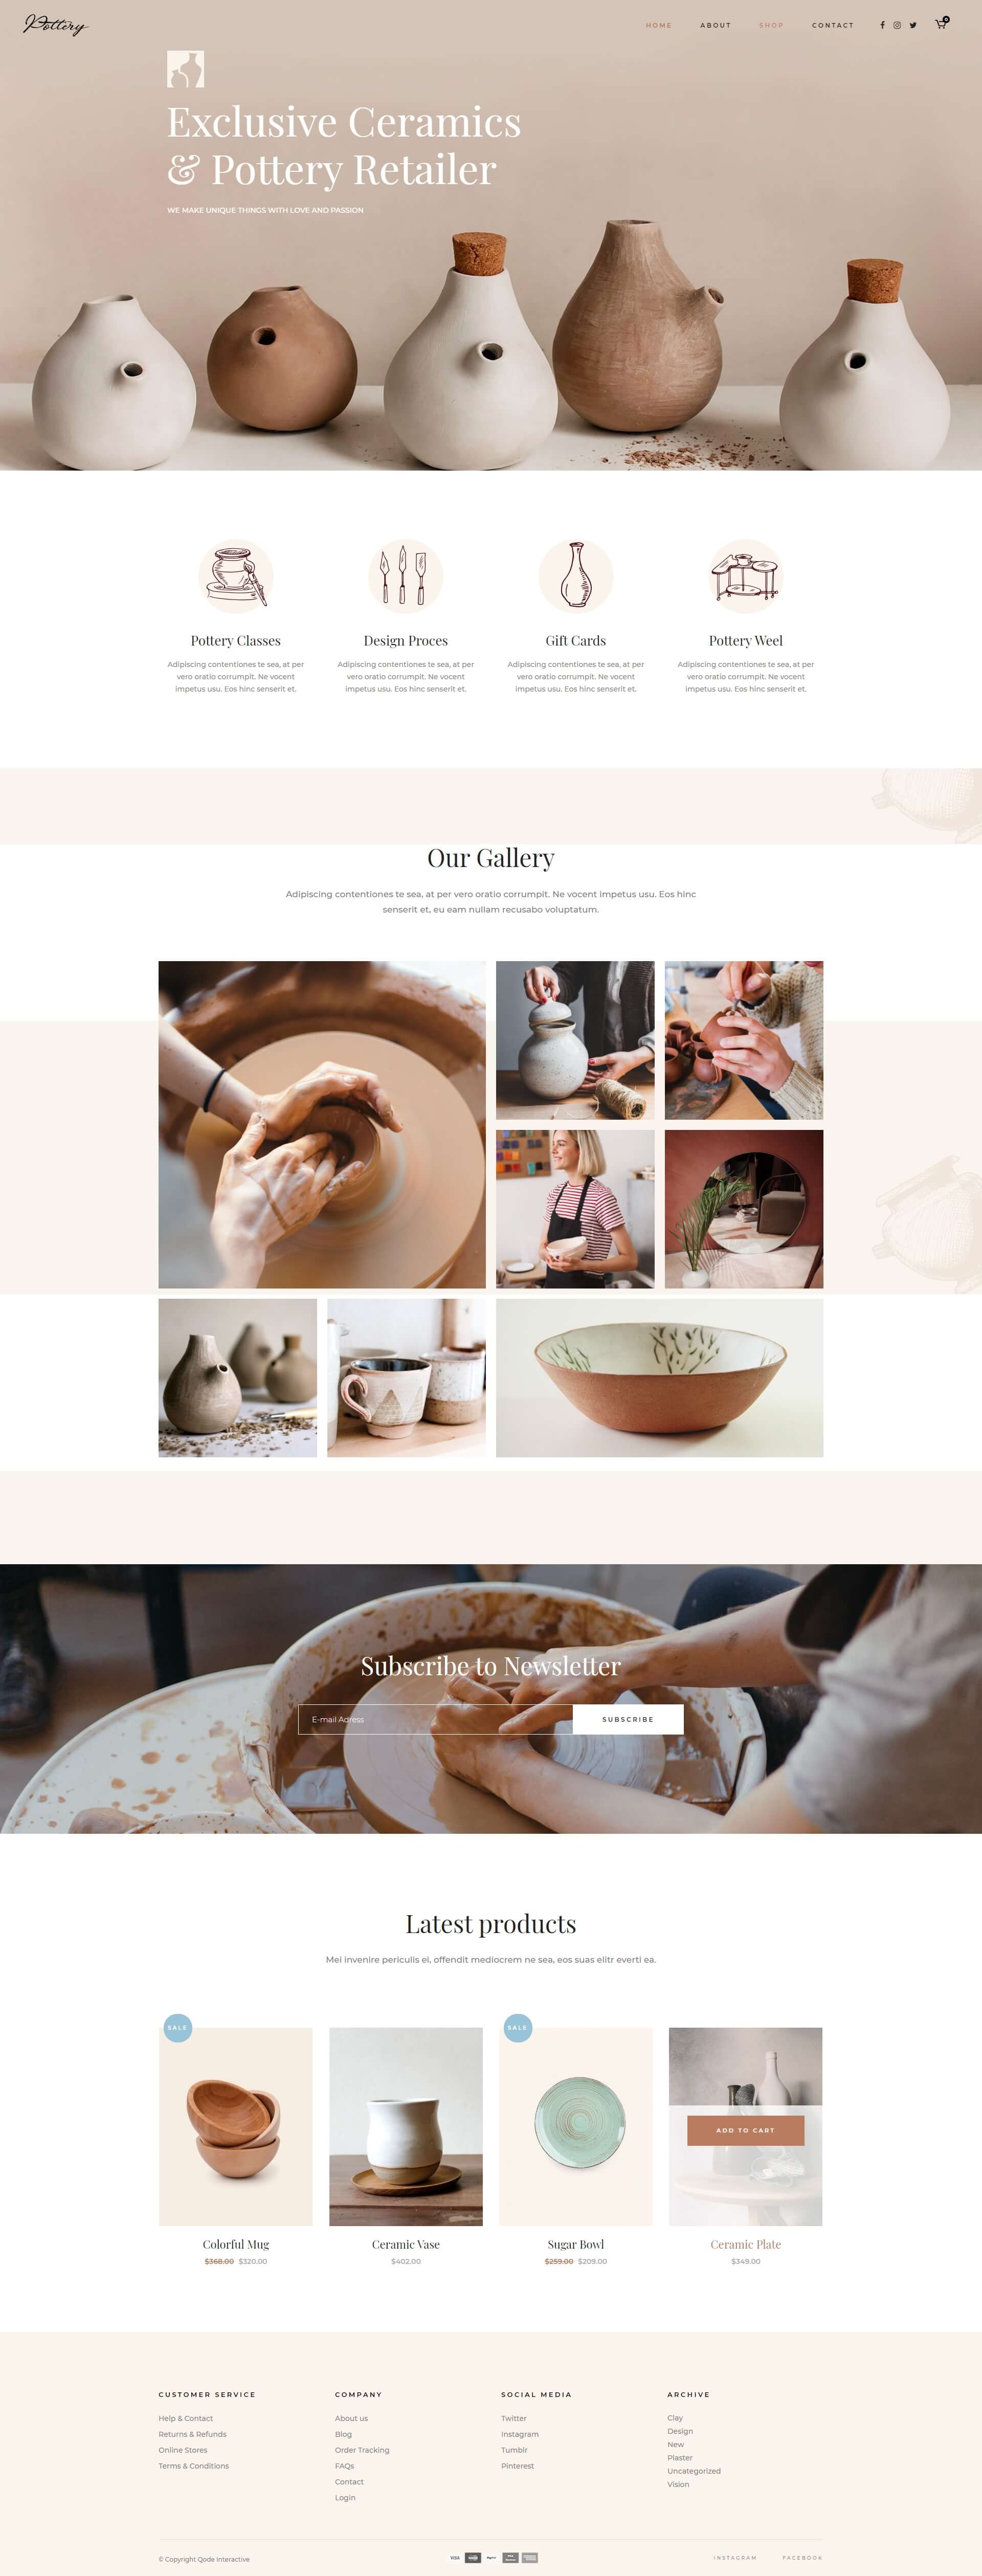 Pottery
HOME ABOUT SHOP CONTACT 0
Exclusive Ceramics
& Pottery Retailer
WE MAKE UNIQUE THINGS WITH LOVE AND PASSION
Pottery Classes
Adipiscing contentiones te sea, at per
vero oratio corrumpit. Ne vocent
impetus usu. Eos hinc senserit et.
Design Proces
Adipiscing contentiones te sea, at per
vero oratio corrumpit. Ne vocent
impetus usu. Eos hinc senserit et.
Gift Cards
Adipiscing contentiones te sea, at per
vero oratio corrumpit. Ne vocent
impetus usu. Eos hinc senserit et.
Pottery Weel
Adipiscing contentiones te sea, at per
vero oratio corrumpit. Ne vocent
impetus usu. Eos hinc senserit et.
Our Gallery
Adipiscing contentiones te sea, at per vero oratio corrumpit. Ne vocent impetus usu. Eos hinc
senserit et, eu eam nullam recusabo voluptatum.
Subscribe to Newsletter
E-mail Adress SUBSCRIBE
Latest products
Mei invenire periculis ei, offendit mediocrem ne sea, eos suas elitr everti ea.
SALE
Colorful Mug
$368.00 $320.00
Ceramic Vase
$402.00
SALE
Sugar Bowl
$259.00 $209.00
ADD TO CART
Ceramic Plate
$349.00
CUSTOMER SERVICE
Help & Contact
Returns & Refunds
Online Stores
Terms & Conditions
COMPANY
About us
Blog
Order Tracking
FAQs
Contact
Login
SOCIAL MEDIA
Twitter
Instagram
Tumblr
Pinterest
ARCHIVE
Clay
Design
New
Plaster
Uncategorized
Vision
© Copyright Qode Interactive
VISA
PayPal
INSTAGRAM FACEBOOK